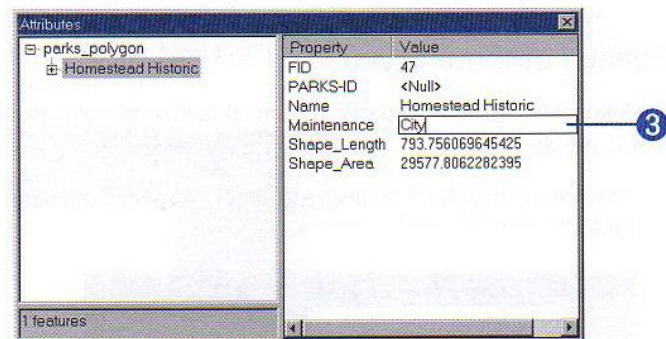 Attributes
parks_polygon
Homestead Historic
Property Value
FID 47
PARKS-ID <Null>
Name Homestead Historic
Maintenance City
Shape_Length 793.756069645425
Shape_Area 29577.8062282395
3
1 features